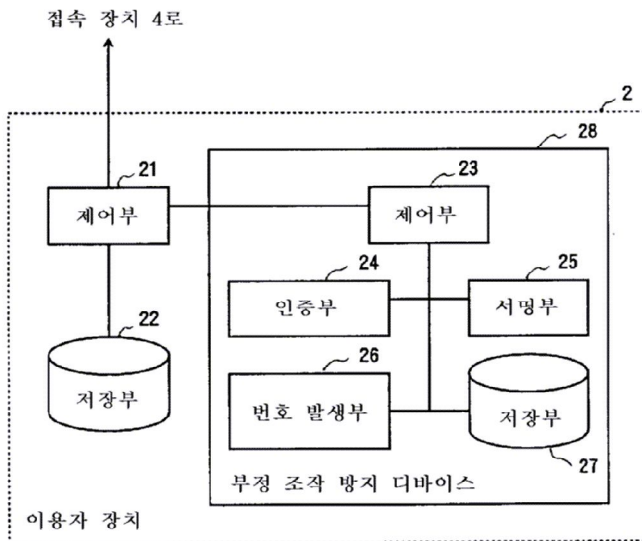 접속 장치 4로
2
28
21
제어부
23
제어부
24
인증부
25
서명부
22
저장부
26
번호 발생부
저장부
27
부정 조작 방지 디바이스
이용자 장치